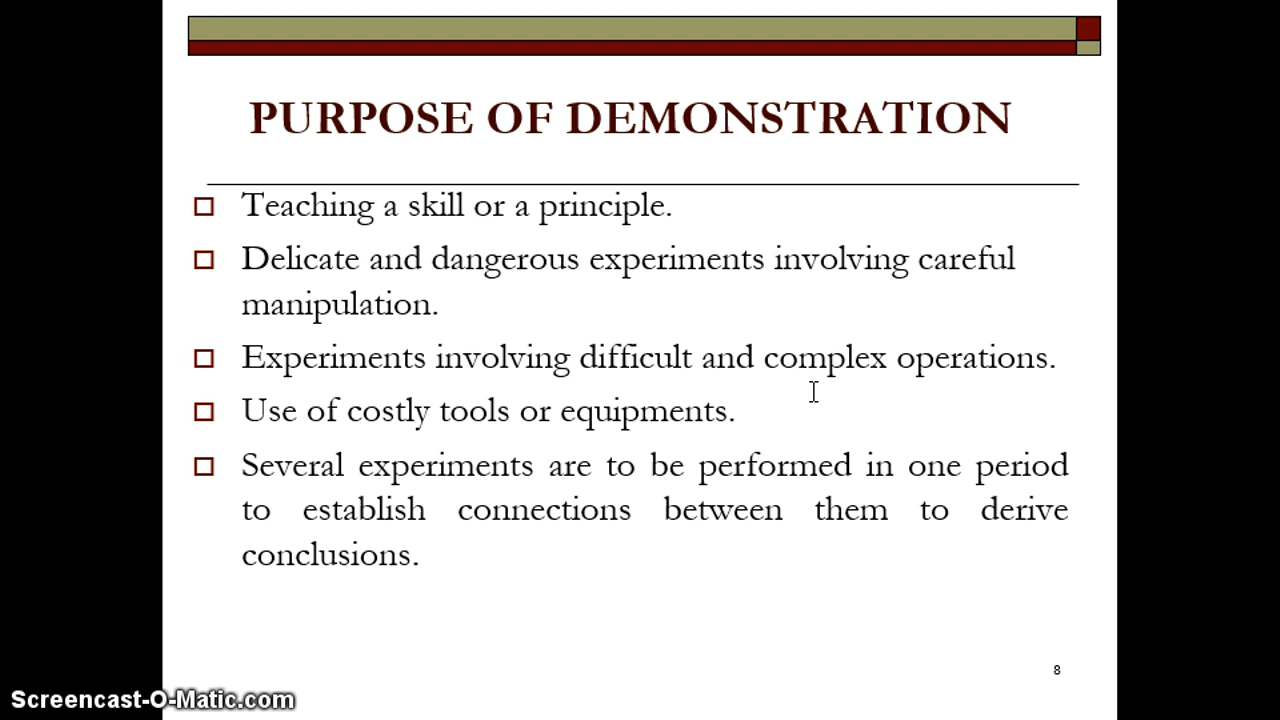 PURPOSE OF DEMONSTRATION
Teaching a skill or a principle.
Delicate and dangerous experiments involving careful
manipulation.
Experiments involving difficult and complex operations.
Use of costly tools or equipments.
Several experiments are to be performed in one period
to establish connections between them to derive
conclusions.
8
Screencast-O-Matic.com